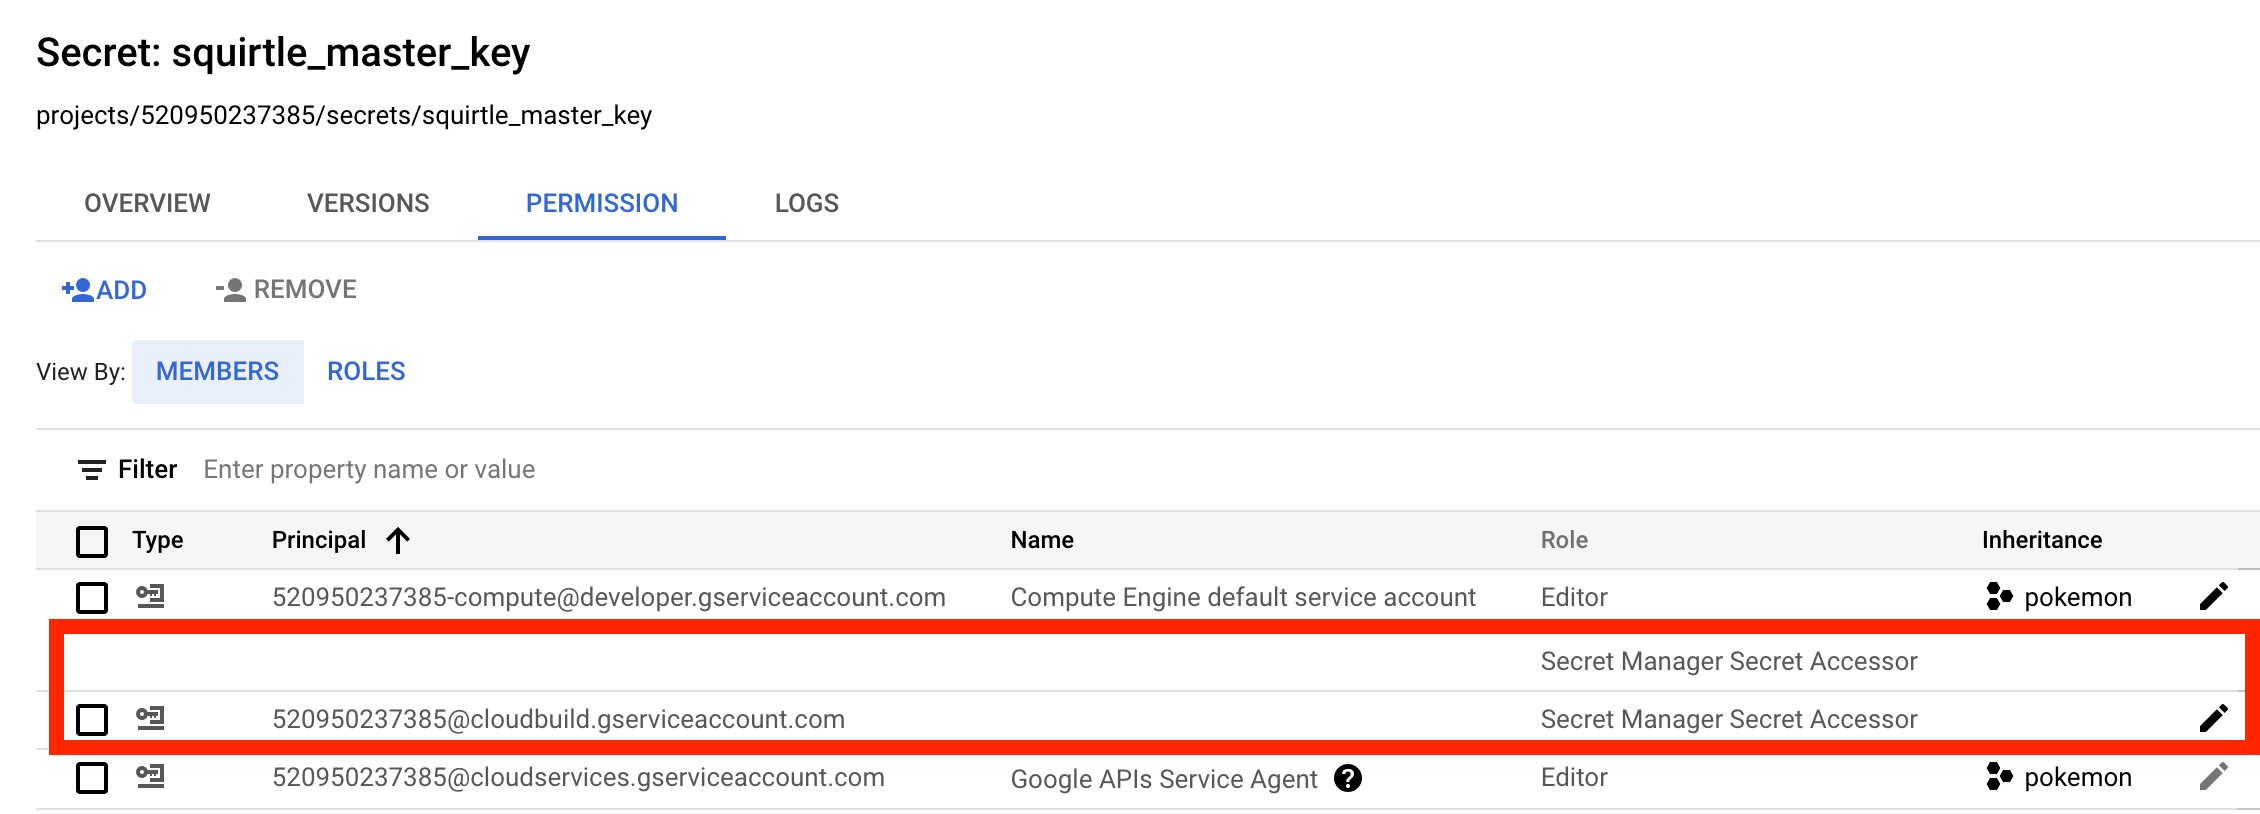 Secret: squirtle_master_key
projects/520950237385/secrets/squirtle_master_key
OVERVIEW VERSIONS PERMISSION LOGS
ADD REMOVE
View By: MEMBERS ROLES
Filter Enter property name or value
Type Principal Name Role Inheritance
520950237385-compute@developer.gserviceaccount.com Compute Engine default service account Editor pokemon
Secret Manager Secret Accessor
520950237385@cloudbuild.gserviceaccount.com Secret Manager Secret Accessor
520950237385@cloudservices.gserviceaccount.com Google APIs Service Agent ? Editor pokemon